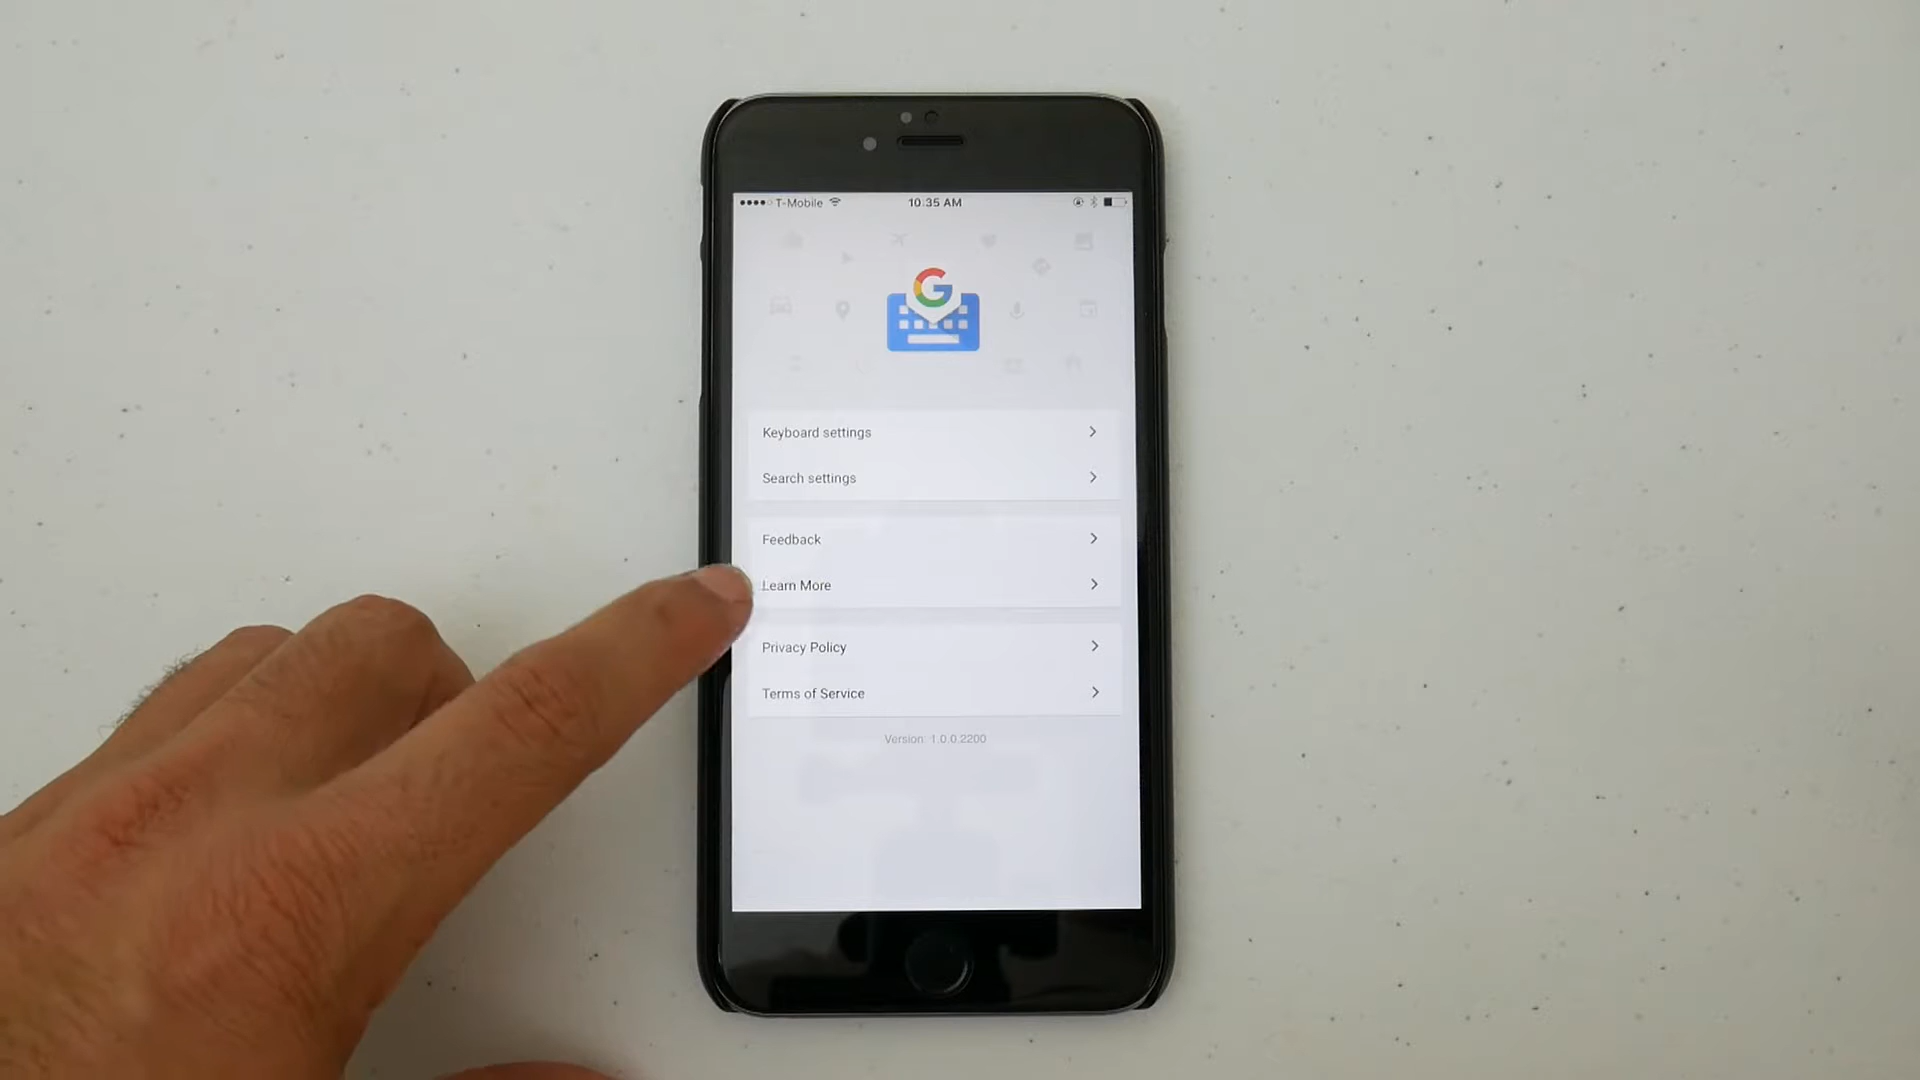 T-Mobile 10:35 AM
G
Keyboard settings
Search settings
Feedback
Learn More
Privacy Policy
Terms of Service
Version: 1.0.0.2200